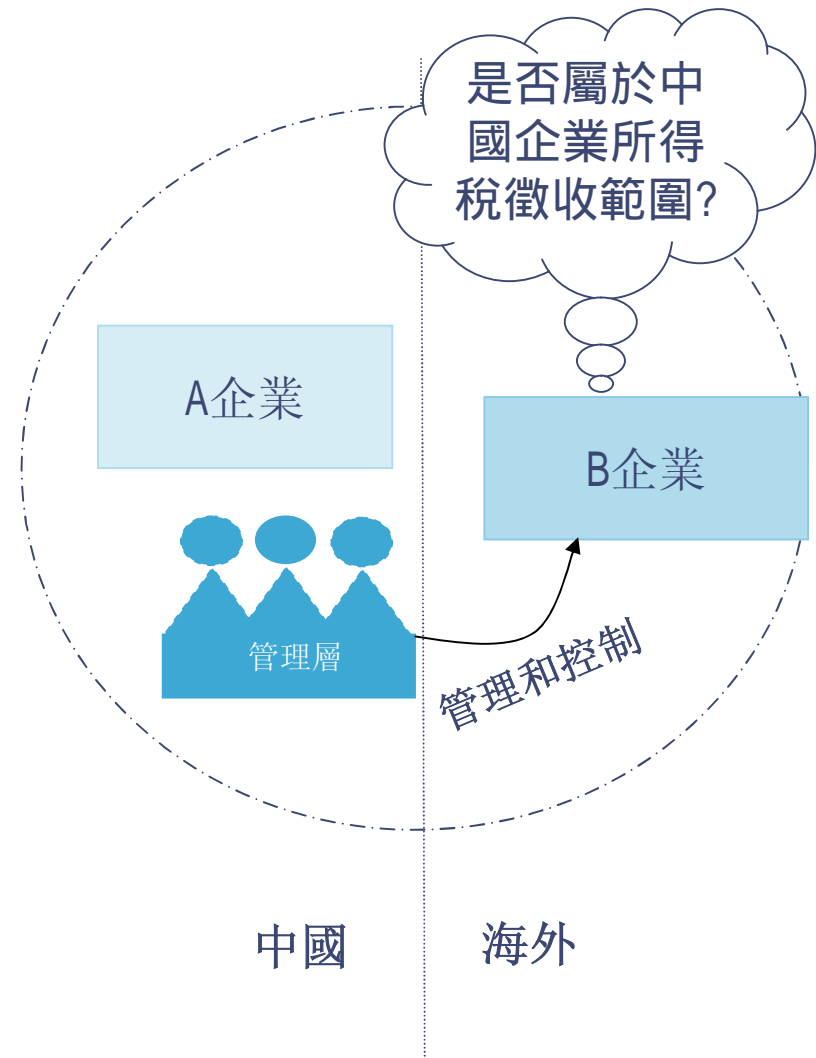 是否屬於中
國企業所得
稅徵收範圍?
A企業
B企業
管理層
管理和控制
中國
海外